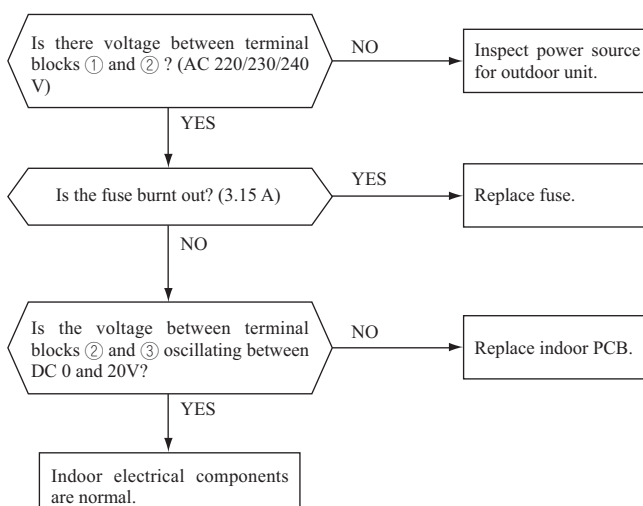 Is there voltage between terminal
blocks ① and ② ? (AC 220/230/240
V)
NO
Inspect power source
for outdoor unit.
YES
Is the fuse burnt out? (3.15 A)
YES
Replace fuse.
NO
Is the voltage between terminal
blocks ② and ③ oscillating between
DC 0 and 20V?
NO
Replace indoor PCB.
YES
Indoor electrical components
are normal.